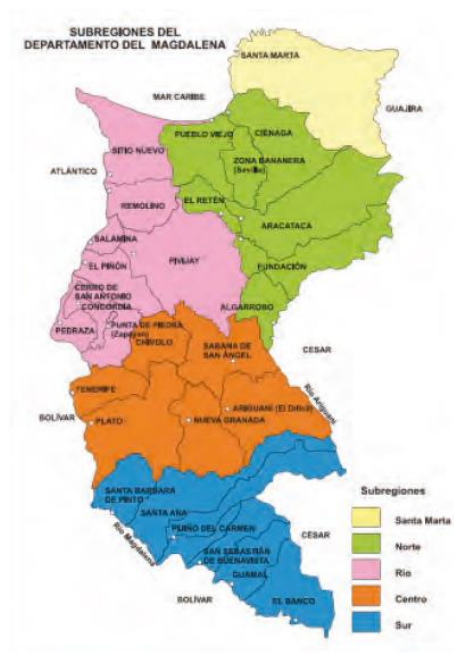 SUBREGIONES DEL
DEPARTAMENTO DEL MAGDALENA
SANTA MARTA
MAR CARIBE
GUAJIRA
PUEBLO VIEJO
CIÉNAGA
SITIO NUEVO
ZONA BANANERA
(Sevilla)
ATLÁNTICO
REMOLINO
EL RETÉN
ARACATACA
SALAMINA
EL PIÑÓN
PIVIJAY
FUNDACIÓN
CERRO DE
SAN ANTONIO
CONCORDIA
ALGARROBO
PEDRAZA
PUNTA DE PIEDRA
(Zapayán)
CHIVOLO
SABANA DE
SAN ÁNGEL
CESAR
TENERIFE
Río Ariguaní
ARIGUANÍ (El Difícil)
BOLÍVAR
PLATO
NUEVA GRANADA
SANTA BARBARA
DE PINTO
SANTA ANA
Río Magdalena
PIJIÑO DEL CARMEN
CESAR
SAN SEBASTIÁN
DE BUENAVISTA
GUAMAL
BOLÍVAR
EL BANCO
Subregiones
Santa Marta
Norte
Río
Centro
Sur